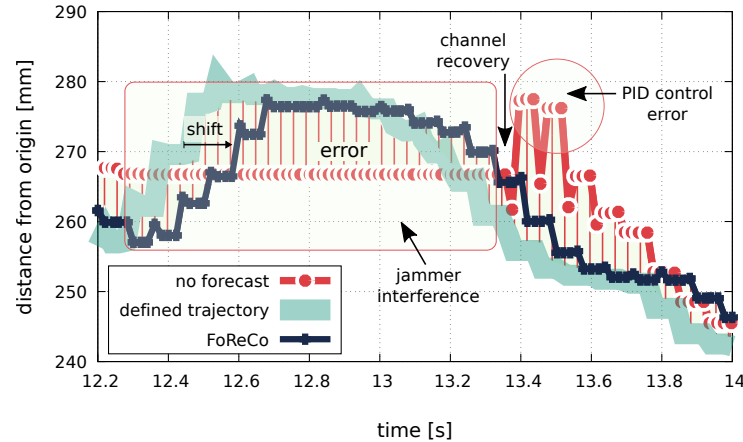 290
280
270
260
250
240
distance from origin [mm]
channel
recovery
PID control
error
shift
error
jammer
interference
no forecast
defined trajectory
FoReCo
12.2
12.4
12.6
12.8
13
13.2
13.4
13.6
13.8
14
time [s]